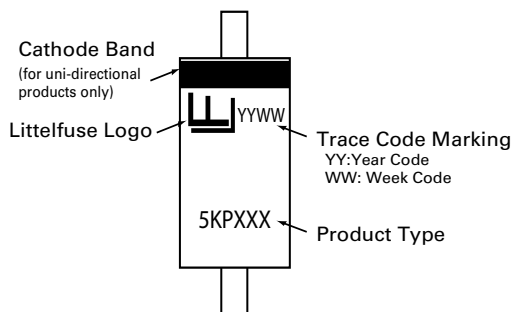 Cathode Band
(for uni-directional
products only)
Littelfuse Logo
YYWW
Trace Code Marking
YY:Year Code
WW: Week Code
5KPXXX
Product Type